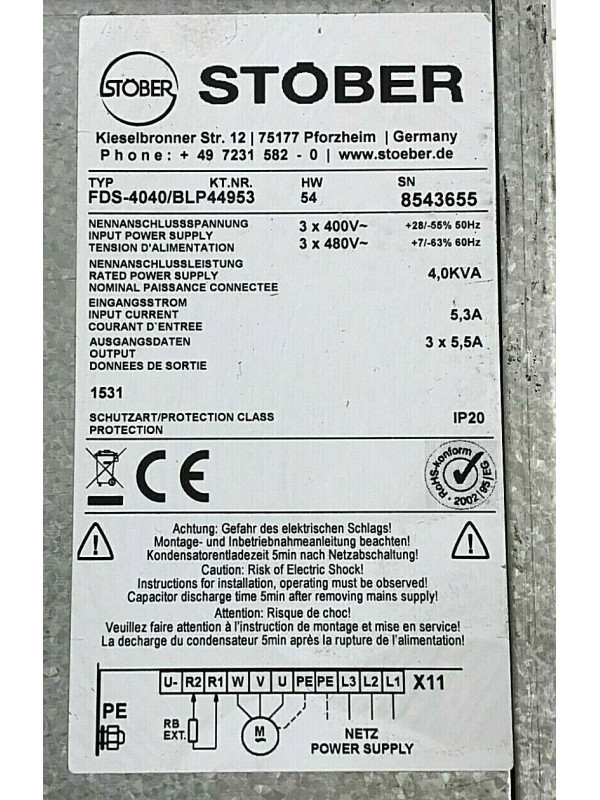 STÖBER STÖBER
Kieselbronner Str. 12 | 75177 Pforzheim | Germany
Phone: + 49 7231 582 - 0 | www.stoeber.de
TYP KT.NR. HW SN
FDS-4040/BLP44953 54 8543655
NENNANSCHLUSSSPANNUNG 3 x 400V~ +28/-55% 50Hz
INPUT POWER SUPPLY 3 x 480V~ +7/-63% 60Hz
TENSION D'ALIMENTATION
NENNANSCHLUSSLEISTUNG
RATED POWER SUPPLY 4,0KVA
NOMINAL PAISSANCE CONNECTEE
EINGANGSSTROM
INPUT CURRENT 5,3A
COURANT D`ENTREE
AUSGANGSDATEN 3 x 5,5A
OUTPUT
DONNEES DE SORTIE
1531
SCHUTZART/PROTECTION CLASS IP20
PROTECTION
CE
RoHS-konform • 2002/95/EG
Achtung: Gefahr des elektrischen Schlags!
Montage- und Inbetriebnahmeanleitung beachten!
Kondensatorentladezeit 5min nach Netzabschaltung!
Caution: Risk of Electric Shock!
Instructions for installation, operating must be observed!
Capacitor discharge time 5min after removing mains supply!
Attention: Risque de choc!
Veuillez faire attention à l'instruction de montage et mise en service!
La decharge du condensateur 5min après la rupture de l'alimentation!
U- R2 R1 W V U PE PE L3 L2 L1 X11
PE
RB
EXT.
M
~
NETZ
POWER SUPPLY